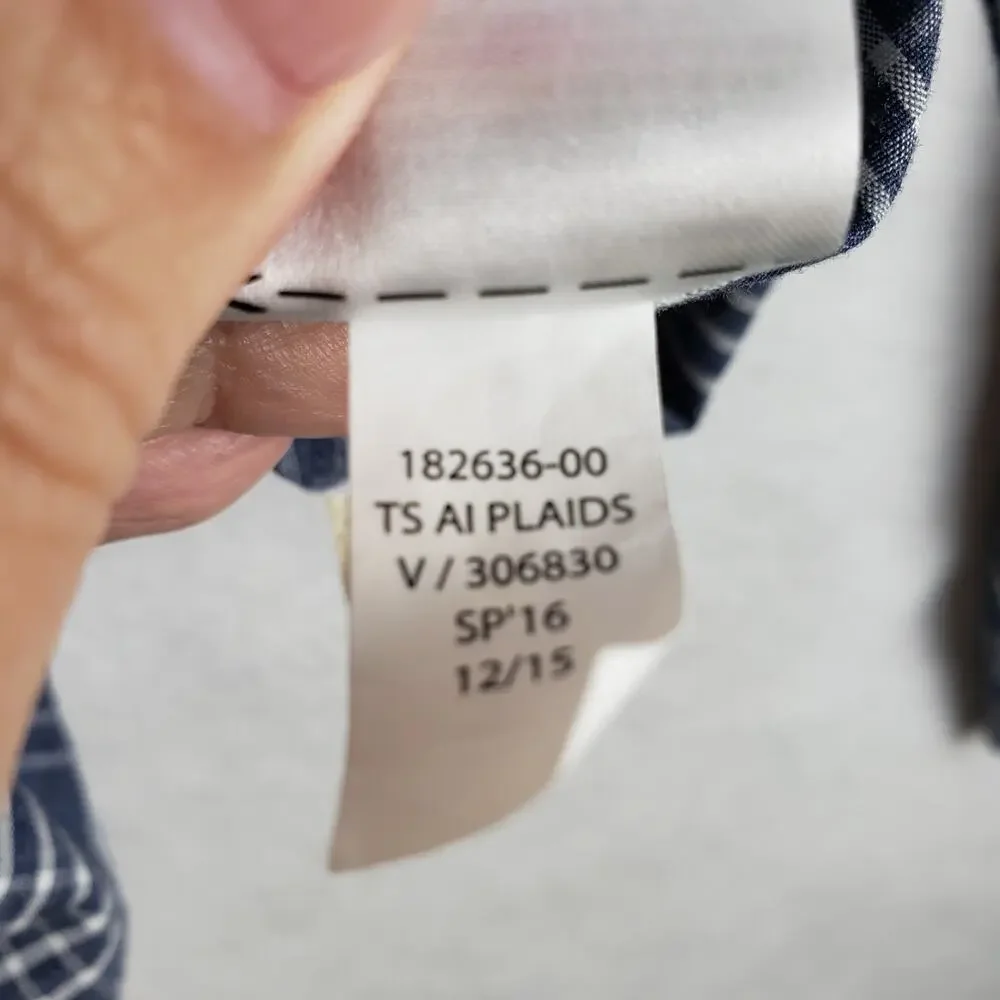 182636-00
TS AI PLAIDS
V / 306830
SP'16
12/15